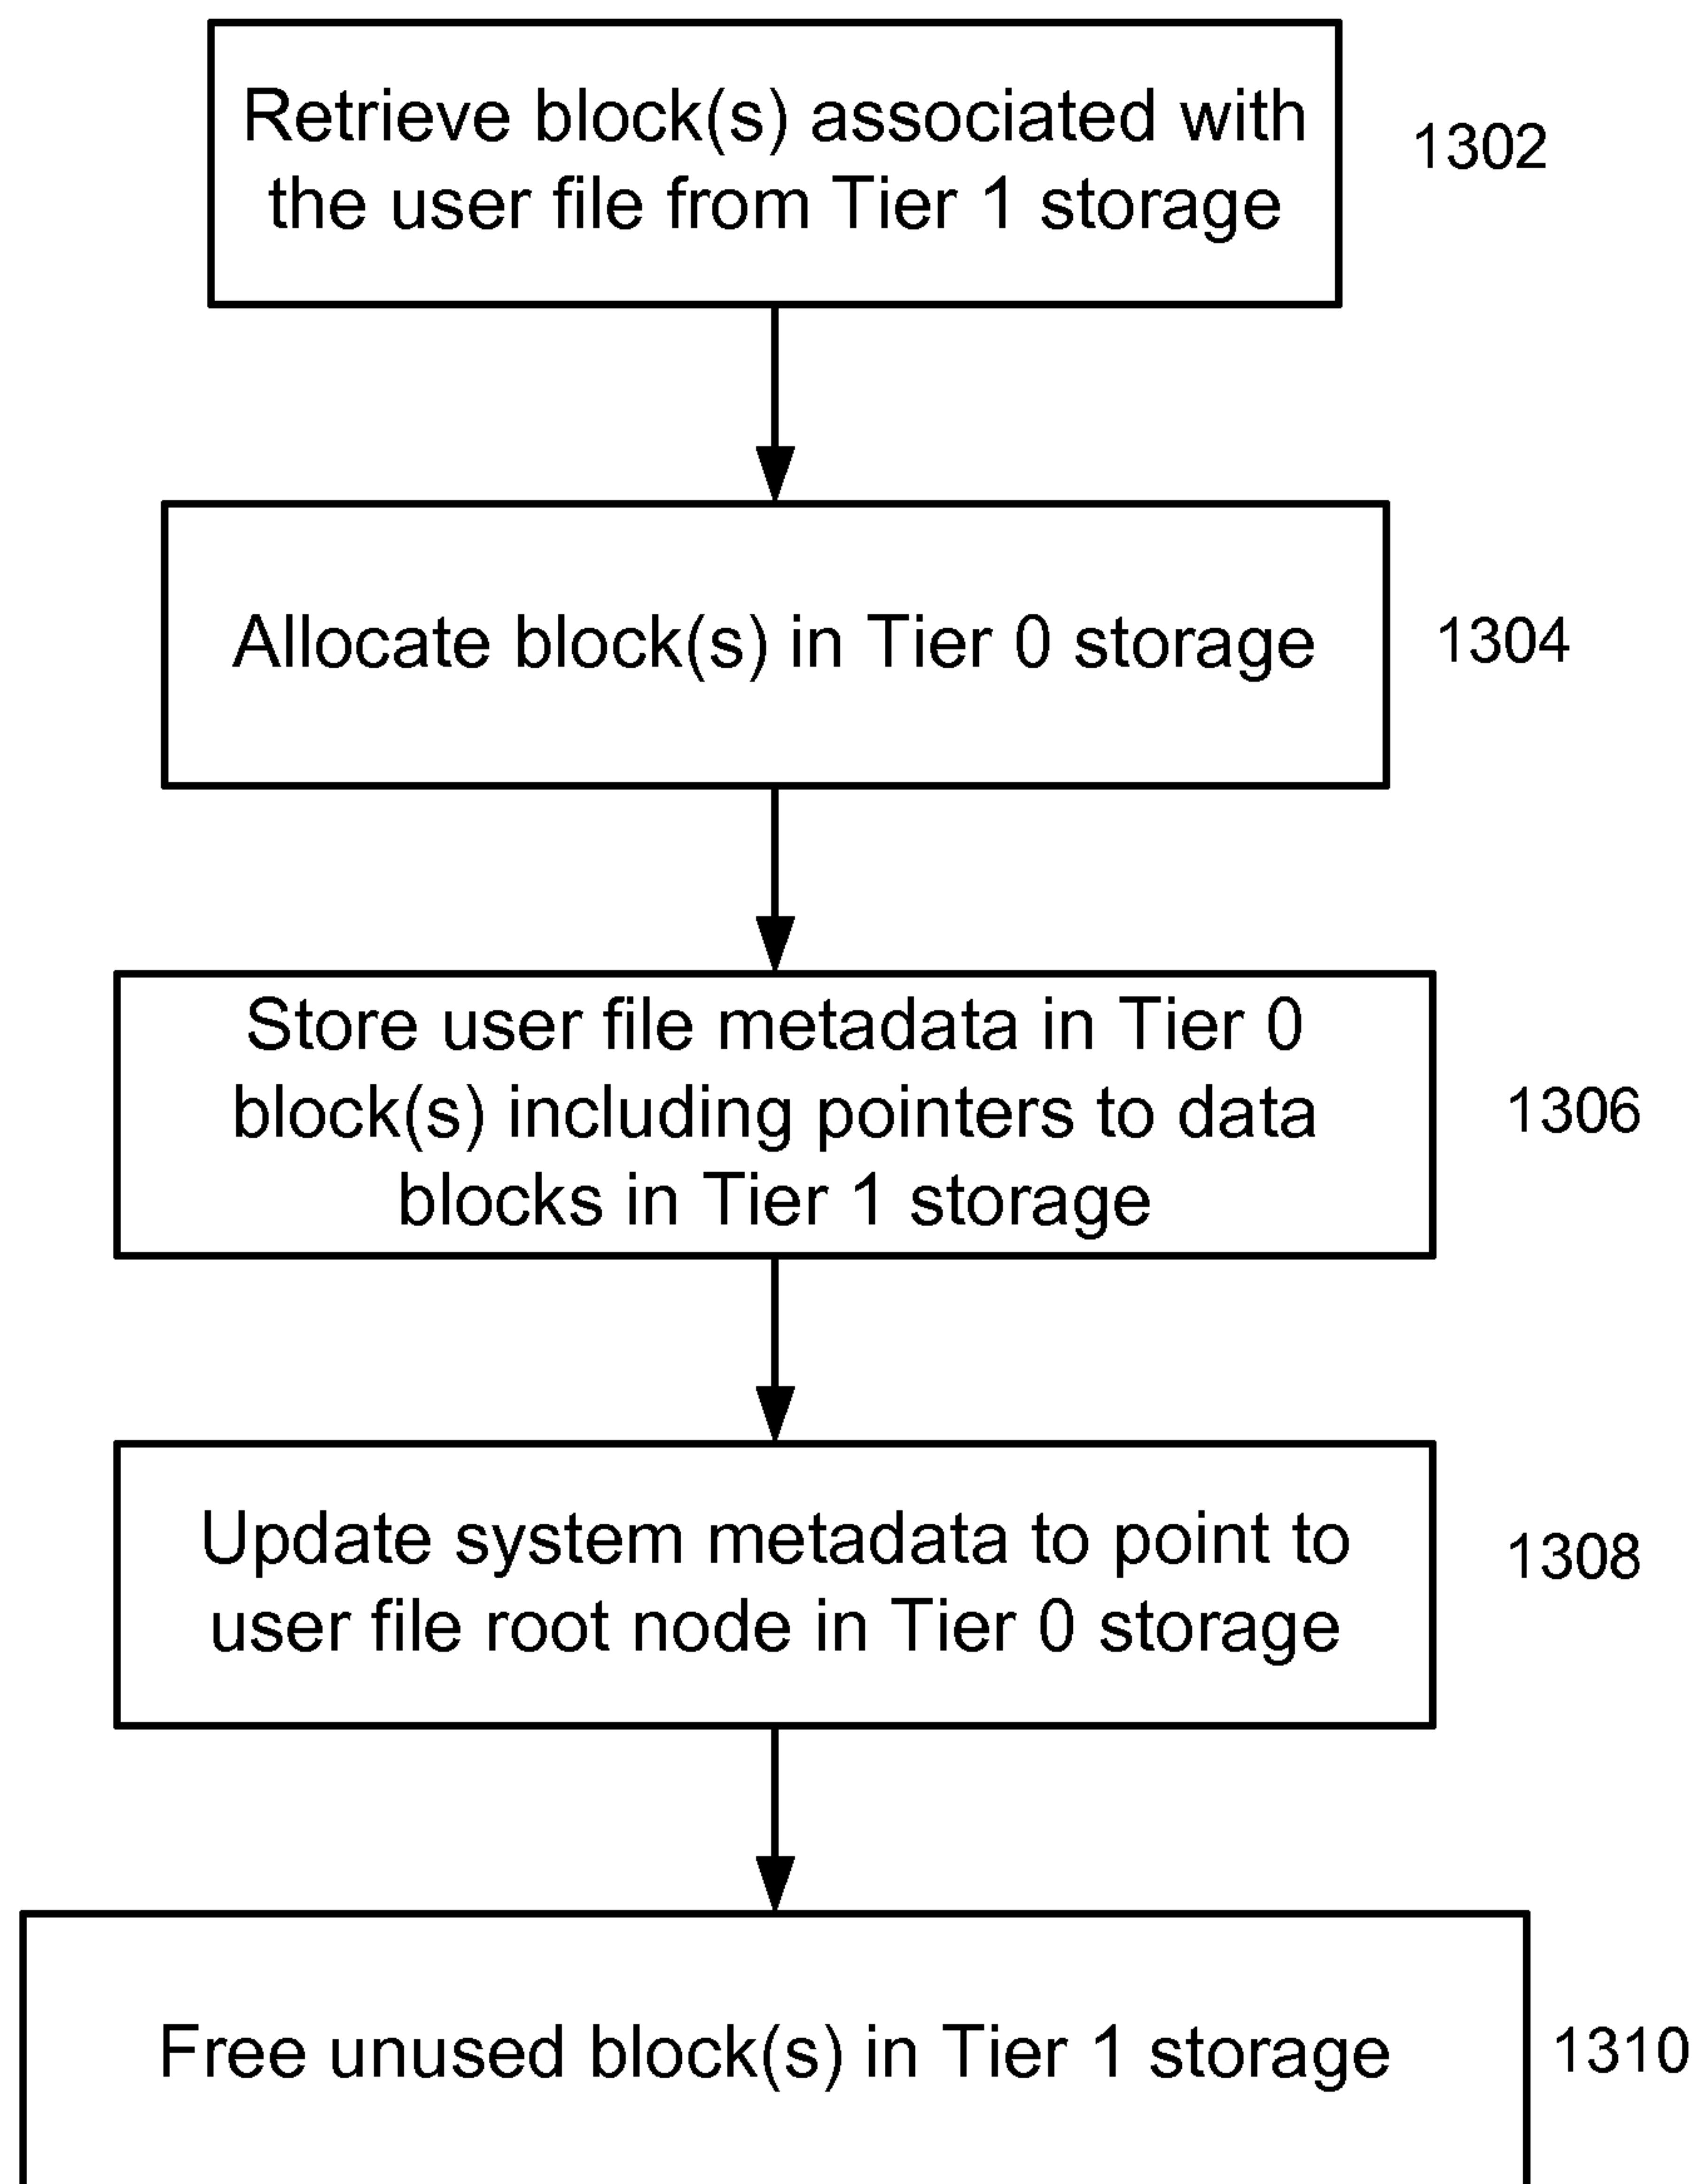 Retrieve block(s) associated with
the user file from Tier 1 storage
1302
Allocate block(s) in Tier 0 storage
1304
Store user file metadata in Tier 0
block(s) including pointers to data
blocks in Tier 1 storage
1306
Update system metadata to point to
user file root node in Tier 0 storage
1308
Free unused block(s) in Tier 1 storage
1310